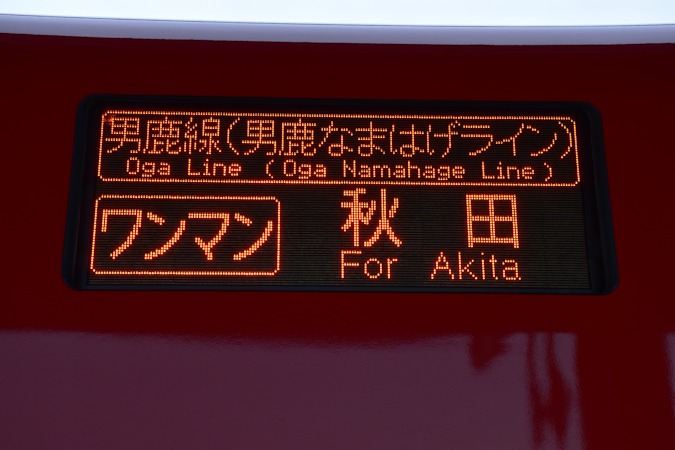 男鹿線(男鹿なまはげライン)
Oga Line (Oga Namahage Line)
ワンマン
秋田
For Akita